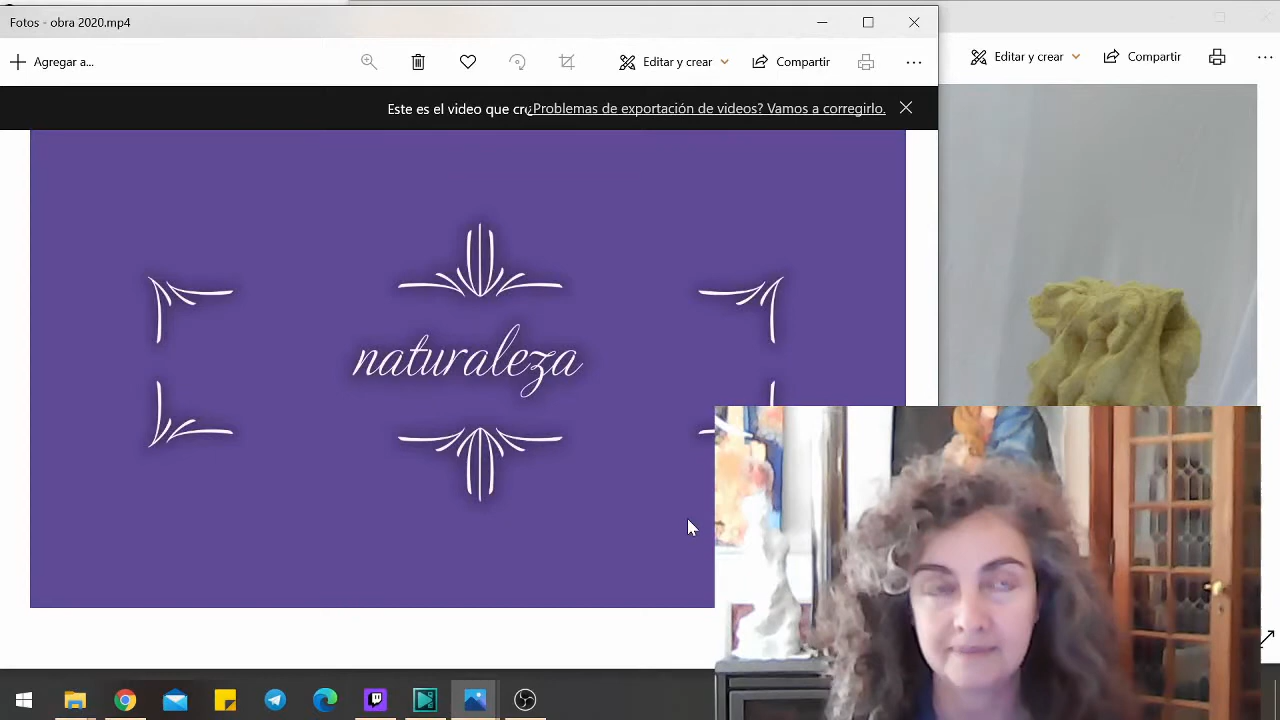 Fotos - obra 2020.mp4
Agregar a...
Editar y crear
Compartir
Editar y crear
Compartir
Este es el video que
¿Problemas de exportación de videos? Vamos a corregirlo.
naturaleza